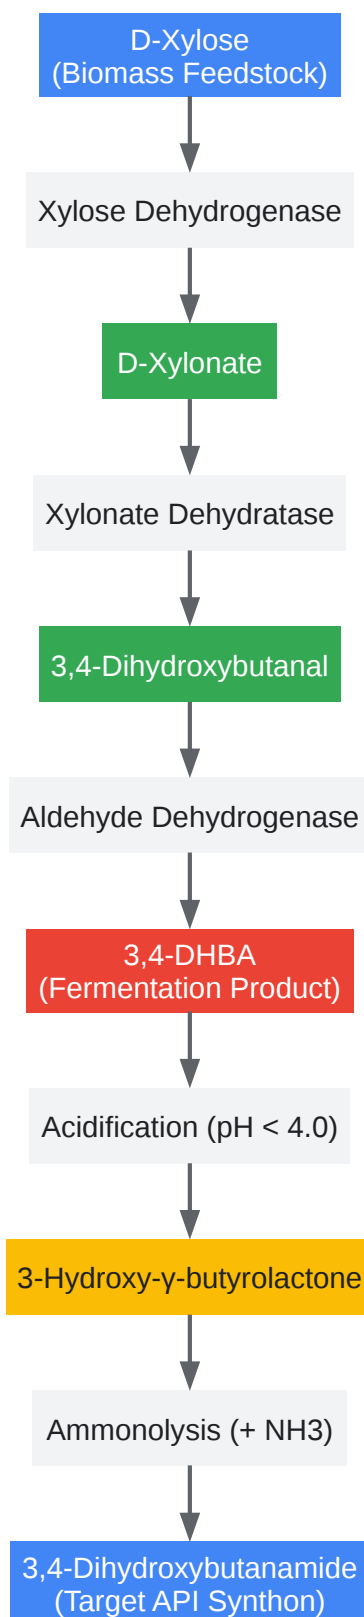 D-Xylose
(Biomass Feedstock)
Xylose Dehydrogenase
D-Xylonate
Xylonate Dehydratase
3,4-Dihydroxybutanal
Aldehyde Dehydrogenase
3,4-DHBA
(Fermentation Product)
Acidification (pH < 4.0)
3-Hydroxy-γ-butyrolactone
Ammonolysis (+ NH3)
3,4-Dihydroxybutanamide
(Target API Synthon)